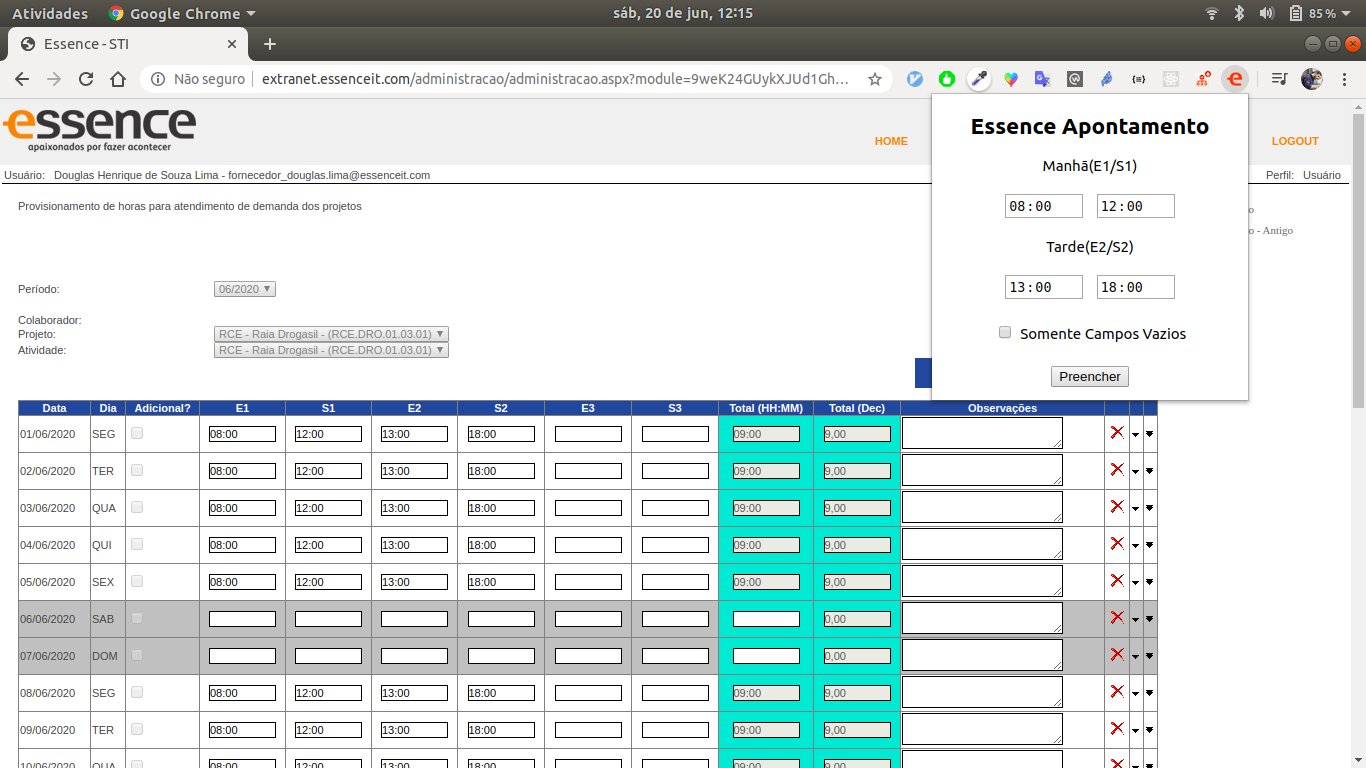 Atividades Google Chrome sáb, 20 de jun, 12:15 85 %
Essence - STI
Não seguro extranet.essenceit.com/administracao/administracao.aspx?module=9weK24GUykXJUd1Gh...
essence
apaixonados por fazer acontecer
HOME LOGOUT
Usuário: Douglas Henrique de Souza Lima - fornecedor_douglas.lima@essenceit.com Perfil: Usuário
Provisionamento de horas para atendimento de demanda dos projetos
o
o - Antigo
Essence Apontamento
Manhã(E1/S1)
08:00 12:00
Tarde(E2/S2)
13:00 18:00
Somente Campos Vazios
Preencher
Período: 06/2020
Colaborador:
Projeto: RCE - Raia Drogasil - (RCE.DRO.01.03.01)
Atividade: RCE - Raia Drogasil - (RCE.DRO.01.03.01)
Data Dia Adicional? E1 S1 E2 S2 E3 S3 Total (HH:MM) Total (Dec) Observações
01/06/2020 SEG 08:00 12:00 13:00 18:00 09:00 9,00
02/06/2020 TER 08:00 12:00 13:00 18:00 09:00 9,00
03/06/2020 QUA 08:00 12:00 13:00 18:00 09:00 9,00
04/06/2020 QUI 08:00 12:00 13:00 18:00 09:00 9,00
05/06/2020 SEX 08:00 12:00 13:00 18:00 09:00 9,00
06/06/2020 SAB 0,00
07/06/2020 DOM 0,00
08/06/2020 SEG 08:00 12:00 13:00 18:00 09:00 9,00
09/06/2020 TER 08:00 12:00 13:00 18:00 09:00 9,00
10/06/2020 QUA 08:00 12:00 13:00 18:00 09:00 9,00